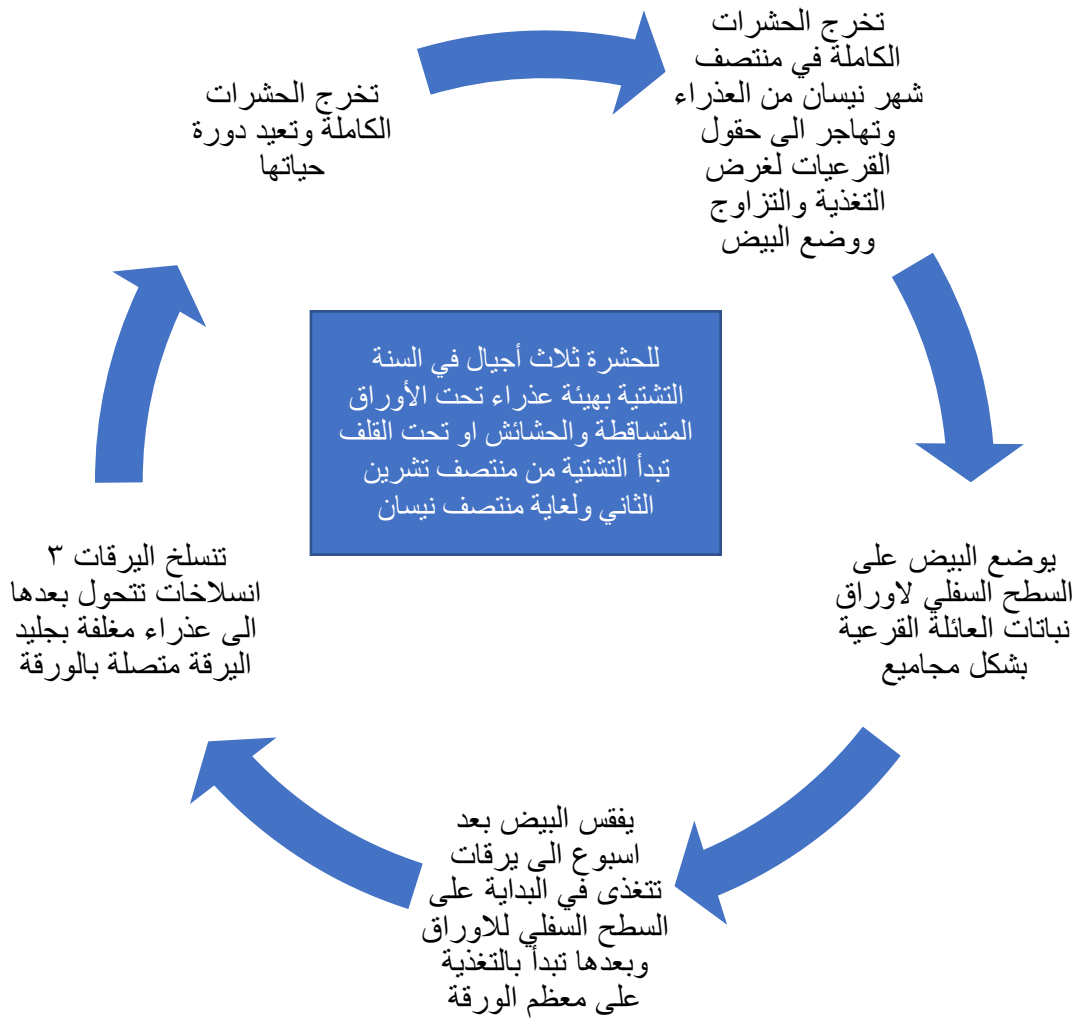 تخرج الحشرات
الكاملة في منتصف
شهر نيسان من العذراء
وتهاجر الى حقول
القرعيات لغرض
التغذية والتزاوج
ووضع البيض
يوضع البيض على
السطح السفلي لاوراق
نباتات العائلة القرعية
بشكل مجاميع
يفقس البيض بعد
اسبوع الى يرقات
تتغذى في البداية على
السطح السفلي للاوراق
وبعدها تبدأ بالتغذية
على معظم الورقة
تنسلخ اليرقات ٣
انسلاخات تتحول بعدها
الى عذراء مغلفة بجليد
اليرقة متصلة بالورقة
تخرج الحشرات
الكاملة وتعيد دورة
حياتها
للحشرة ثلاث أجيال في السنة
التشتية بهيئة عذراء تحت الأوراق
المتساقطة والحشائش او تحت القلف
تبدأ التشتية من منتصف تشرين
الثاني ولغاية منتصف نيسان